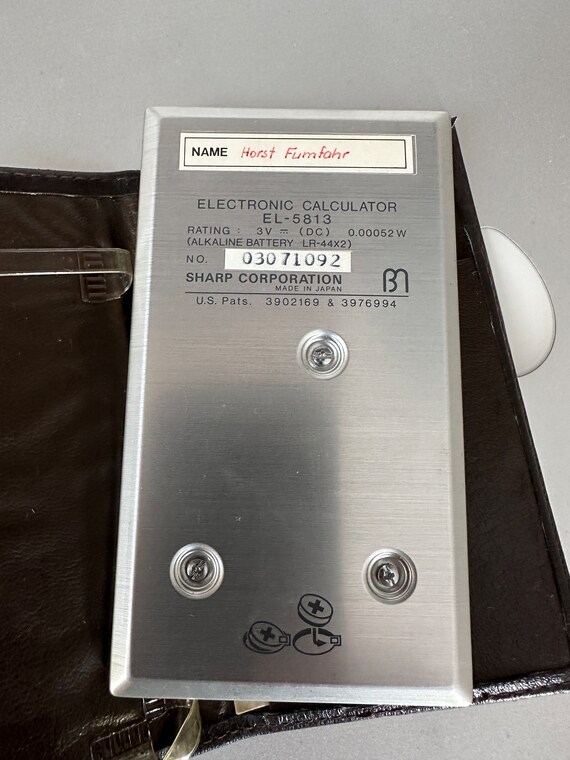 NAME Horst Fumfahr
ELECTRONIC CALCULATOR
EL-5813
RATING : 3V ⎓ (DC) 0.00052W
(ALKALINE BATTERY LR-44X2)
NO. 03071092
SHARP CORPORATION
MADE IN JAPAN
U.S. Pats. 3902169 & 3976994